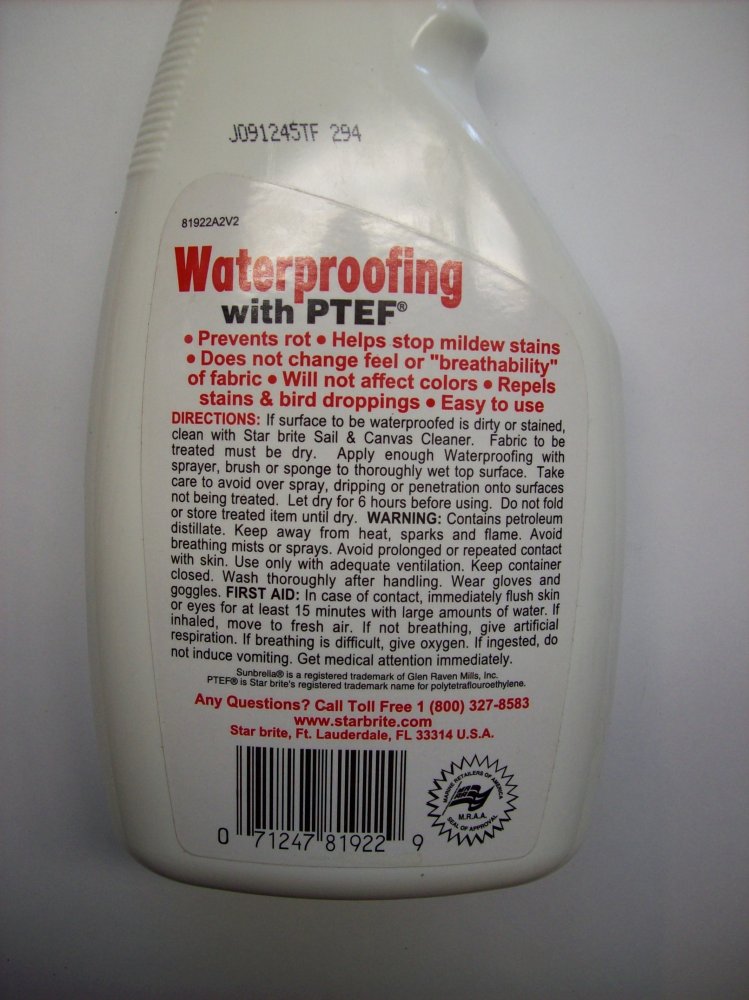 J091245TF 294
81922A2V2
Waterproofing
with PTEF®
• Prevents rot • Helps stop mildew stains
• Does not change feel or "breathability"
of fabric • Will not affect colors • Repels
stains & bird droppings • Easy to use
DIRECTIONS: If surface to be waterproofed is dirty or stained,
clean with Star brite Sail & Canvas Cleaner. Fabric to be
treated must be dry. Apply enough Waterproofing with
sprayer, brush or sponge to thoroughly wet top surface. Take
care to avoid over spray, dripping or penetration onto surfaces
not being treated. Let dry for 6 hours before using. Do not fold
or store treated item until dry. WARNING: Contains petroleum
distillate. Keep away from heat, sparks and flame. Avoid
breathing mists or sprays. Avoid prolonged or repeated contact
with skin. Use only with adequate ventilation. Keep container
closed. Wash thoroughly after handling. Wear gloves and
goggles. FIRST AID: In case of contact, immediately flush skin
or eyes for at least 15 minutes with large amounts of water. If
inhaled, move to fresh air. If not breathing, give artificial
respiration. If breathing is difficult, give oxygen. If ingested, do
not induce vomiting. Get medical attention immediately.
Sunbrella® is a registered trademark of Glen Raven Mills, Inc.
PTEF® is Star brite's registered trademark name for polytetraflouroethylene.
Any Questions? Call Toll Free 1 (800) 327-8583
www.starbrite.com
Star brite, Ft. Lauderdale, FL 33314 U.S.A.
MARINE RETAILERS OF AMERICA
M.R.A.A.
SEAL OF APPROVAL
0 71247 81922 9